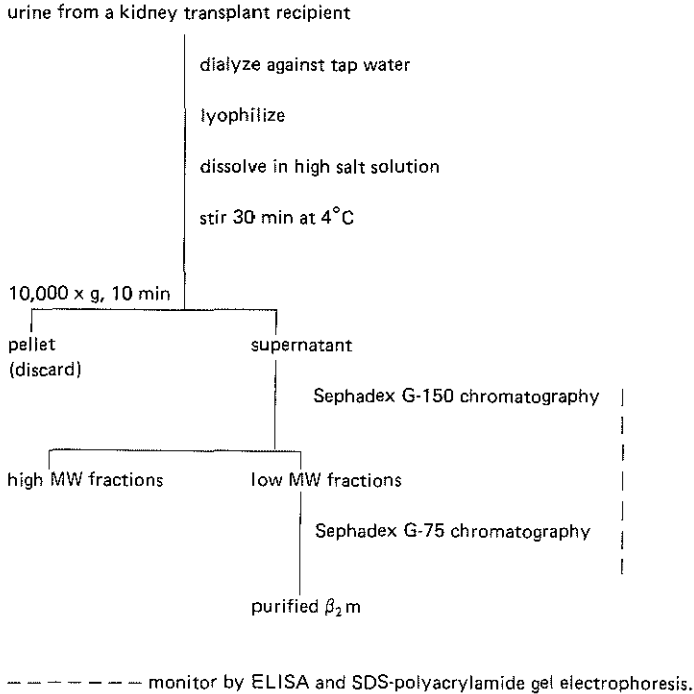 urine from a kidney transplant recipient
dialyze against tap water
lyophilize
dissolve in high salt solution
stir 30 min at 4°C
10,000 x g, 10 min
pellet
(discard)
supernatant
Sephadex G-150 chromatography
high MW fractions
low MW fractions
Sephadex G-75 chromatography
purified β₂m
monitor by ELISA and SDS-polyacrylamide gel electrophoresis.